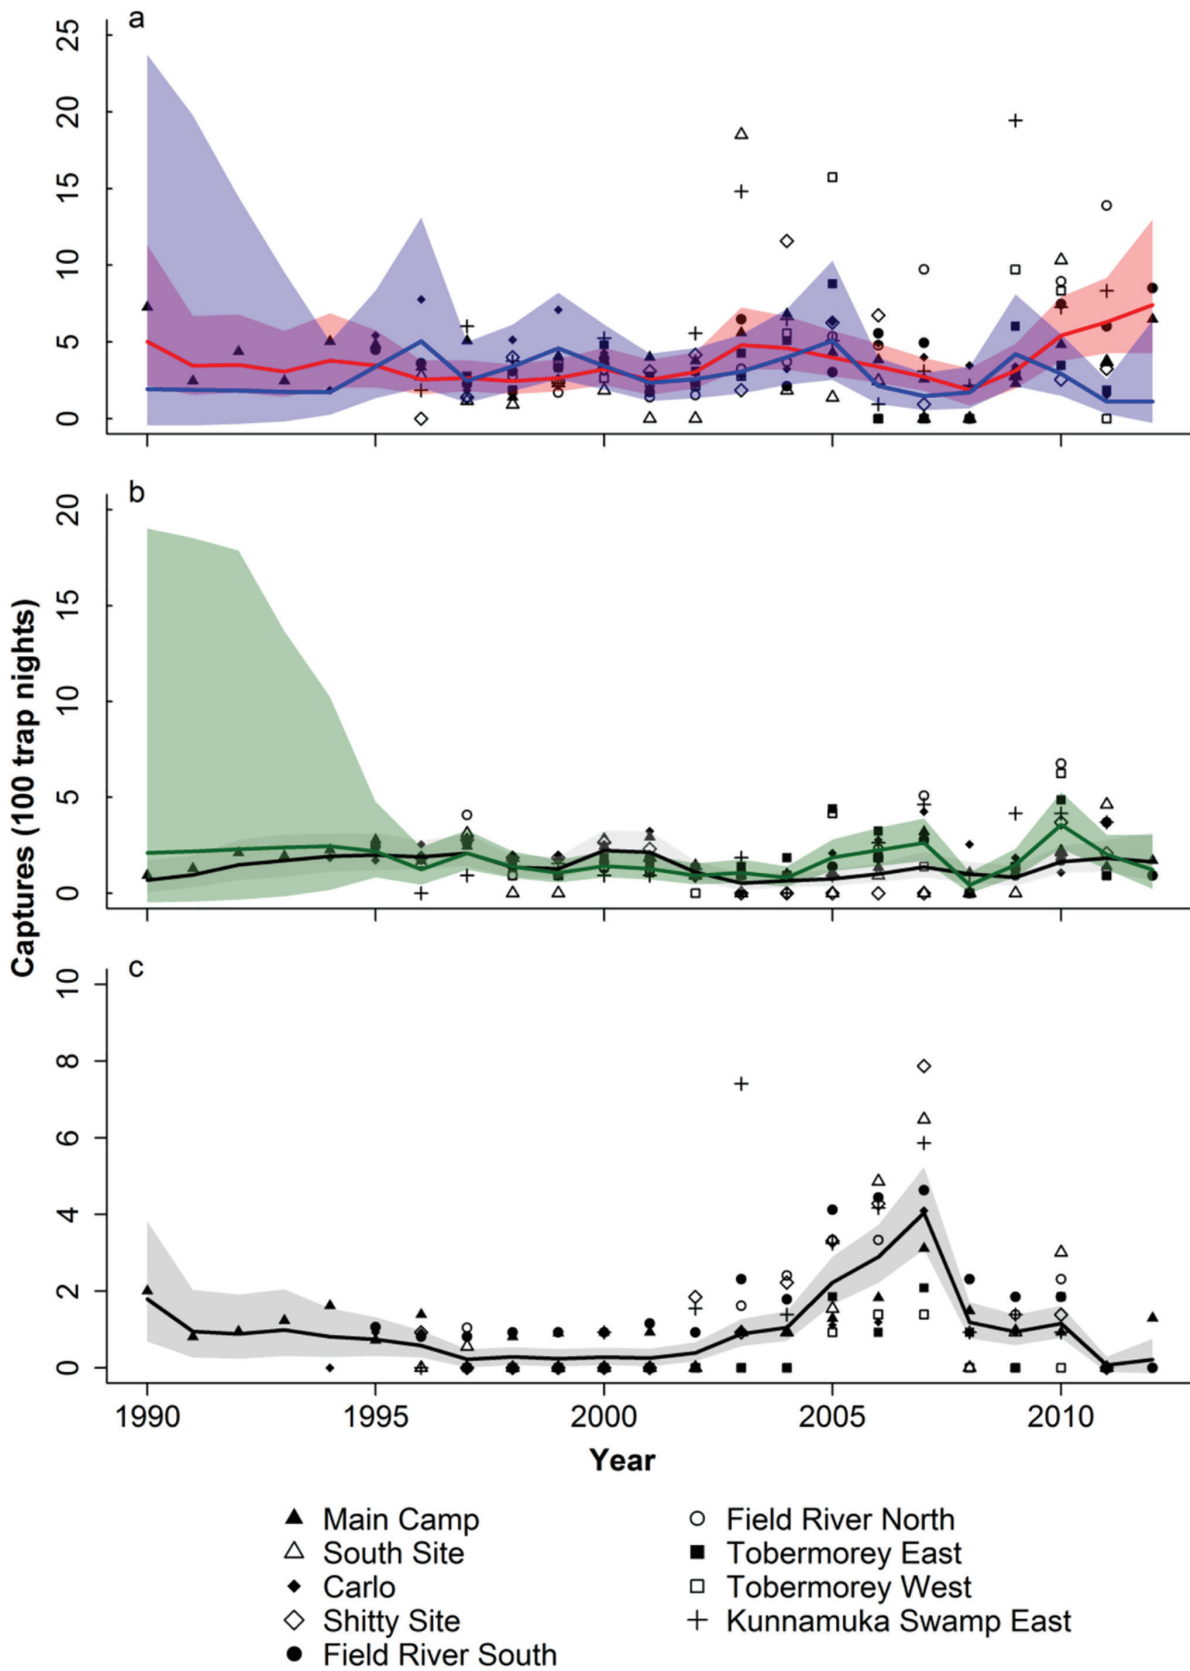 a
25
20
15
10
5
0
b
20
15
10
5
0
Captures (100 trap nights)
c
10
8
6
4
2
0
1990 1995 2000 2005 2010
Year
Main Camp
South Site
Carlo
Shitty Site
Field River South
Field River North
Tobermorey East
Tobermorey West
Kunnamuka Swamp East